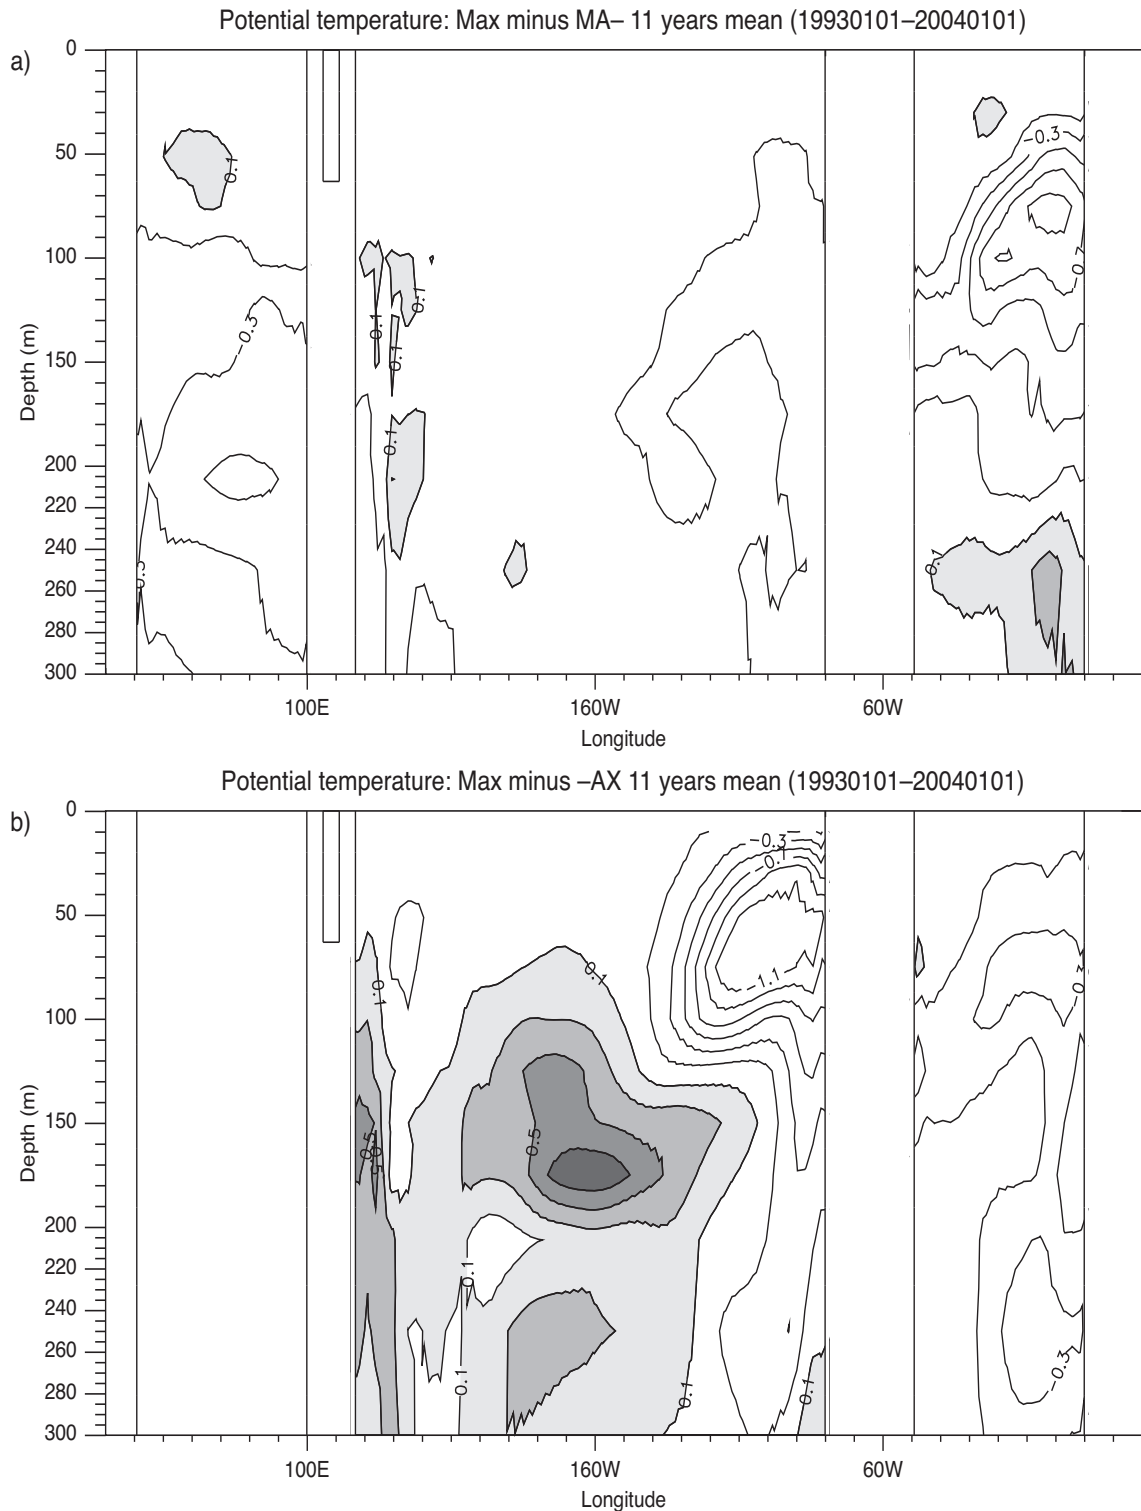 Potential temperature: Max minus MA– 11 years mean (19930101–20040101)
a)
0
50
100
150
200
220
240
260
280
300
Depth (m)
0.1
−0.3
0.1
0.1
0.1
0.1
−0.3
0.1
100E
160W
60W
Longitude
Potential temperature: Max minus –AX 11 years mean (19930101–20040101)
b)
0
50
100
150
200
220
240
260
280
300
Depth (m)
−0.3
0.1
0.1
−1.1
0.5
0.5
0.1
0.1
0.1
0.1
−0.3
100E
160W
60W
Longitude